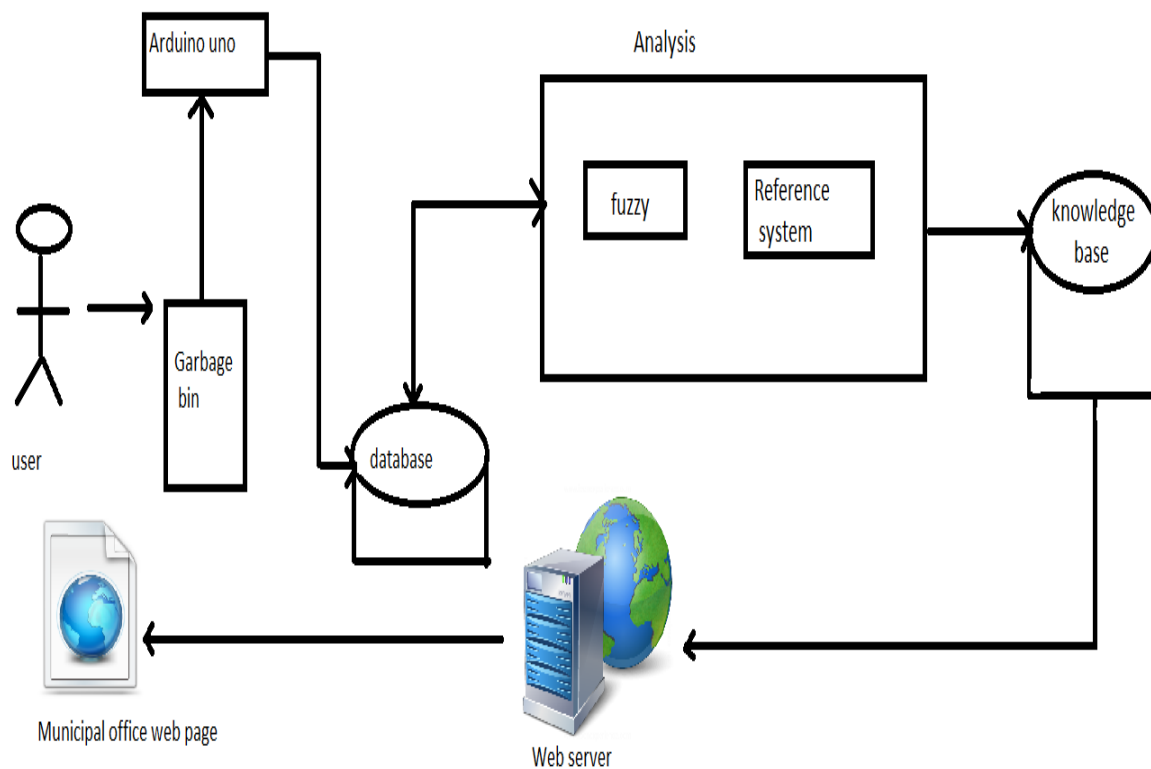 Arduino uno
Analysis
fuzzy
Reference
system
knowledge
base
Garbage
bin
user
database
Municipal office web page
Web server